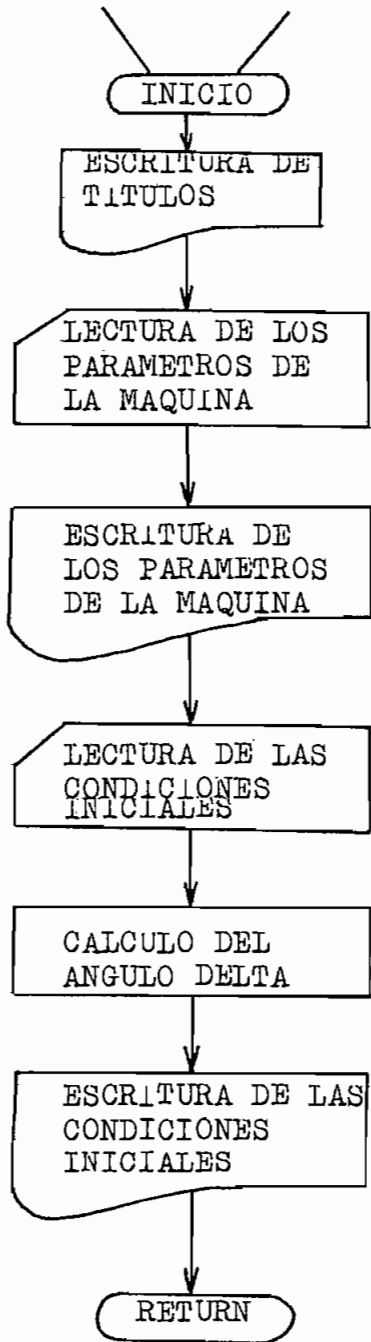 INICIO
ESCRITURA DE
TITULOS
LECTURA DE LOS
PARAMETROS DE
LA MAQUINA
ESCRITURA DE
LOS PARAMETROS
DE LA MAQUINA
LECTURA DE LAS
CONDICIONES
INICIALES
CALCULO DEL
ANGULO DELTA
ESCRITURA DE LAS
CONDICIONES
INICIALES
RETURN